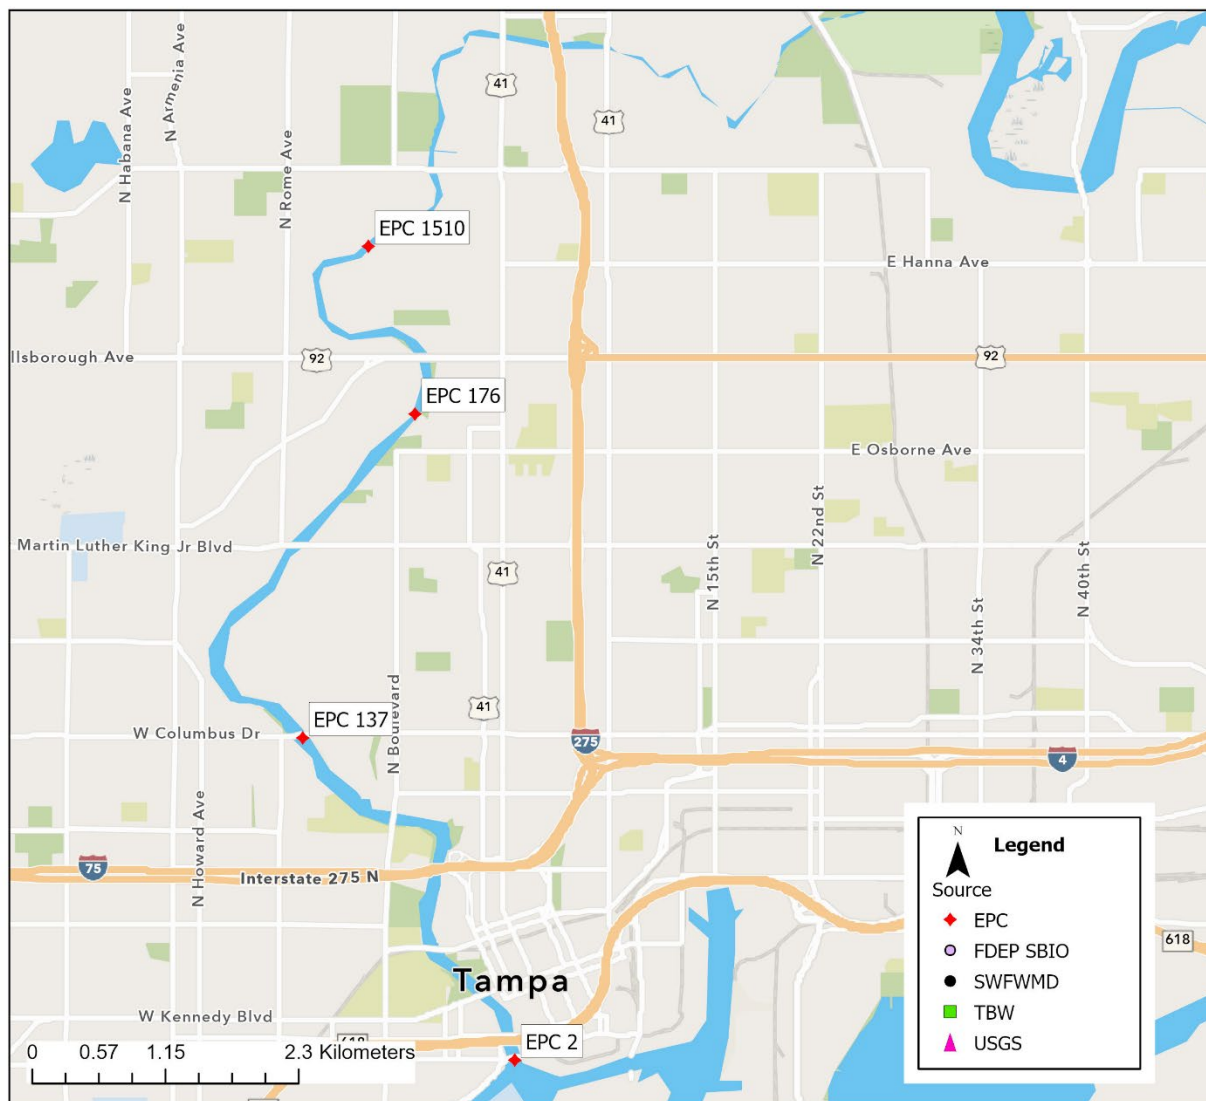 41
41
N Habana Ave
N Armenia Ave
N Rome Ave
EPC 1510
E Hanna Ave
llsborough Ave
92
92
EPC 176
E Osborne Ave
N 22nd St
Martin Luther King Jr Blvd
41
N 15th St
N 40th St
N 34th St
N Boulevard
41
EPC 137
W Columbus Dr
275
4
N Howard Ave
75
Interstate 275 N
Tampa
W Kennedy Blvd
618
EPC 2
618
0 0.57 1.15 2.3 Kilometers
N
Legend
Source
EPC
FDEP SBIO
SWFWMD
TBW
USGS